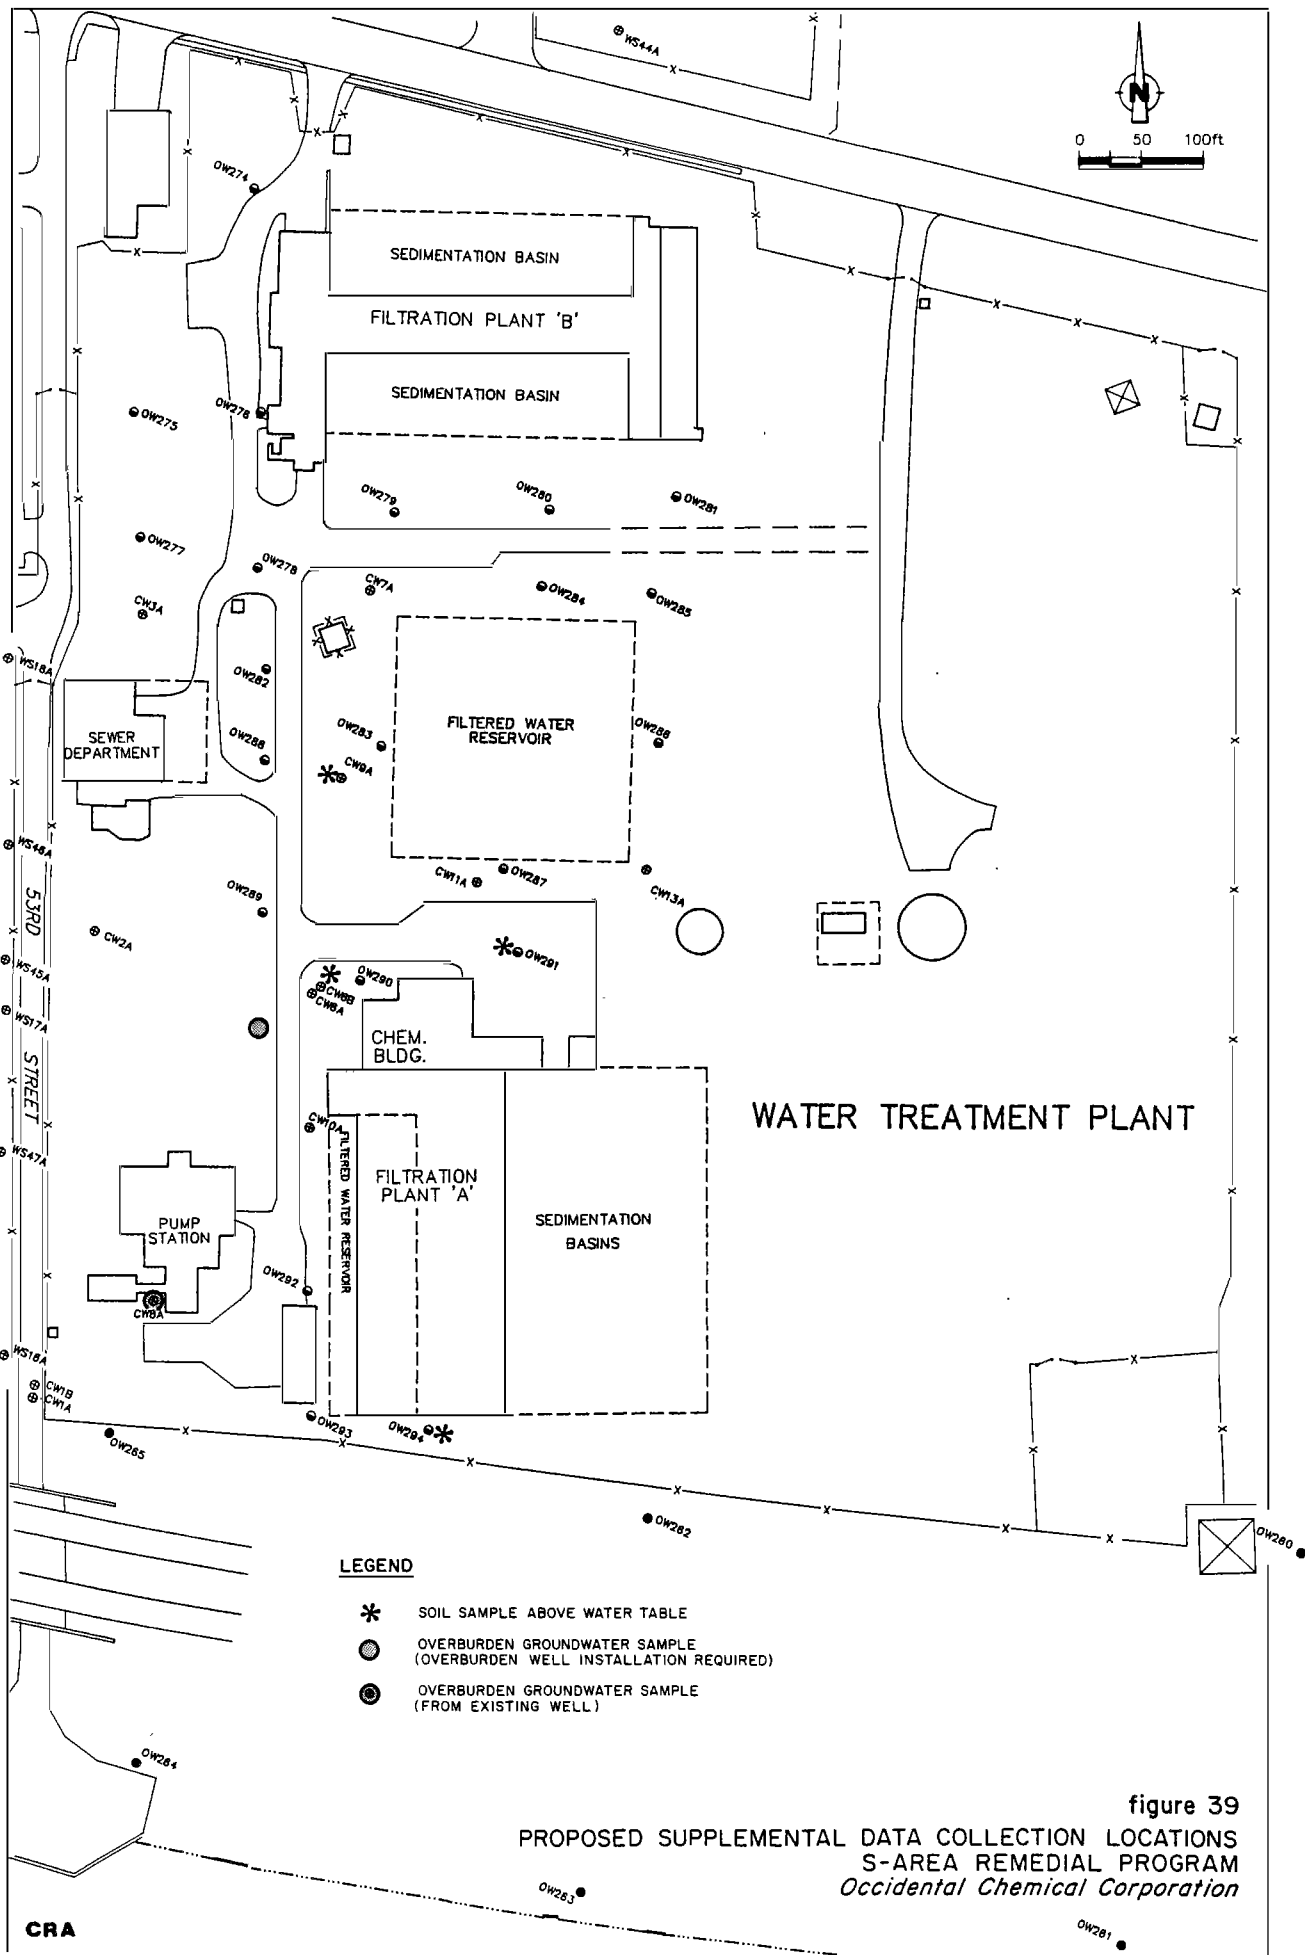 WS44A
N
0 50 100ft
OW274
SEDIMENTATION BASIN
FILTRATION PLANT 'B'
SEDIMENTATION BASIN
OW275
OW276
OW279
OW280
OW281
OW277
OW278
CW3A
CW7A
OW284
OW285
WS18A
OW282
SEWER
DEPARTMENT
OW288
OW283
CW9A
FILTERED WATER
RESERVOIR
OW286
WS46A
53RD
STREET
OW289
CW11A
OW287
CW13A
CW2A
WS45A
OW291
OW290
CW6B
CW6A
WS17A
CHEM.
BLDG.
WATER TREATMENT PLANT
CW10A
WS47A
FILTERED WATER RESERVOIR
FILTRATION
PLANT 'A'
PUMP
STATION
SEDIMENTATION
BASINS
OW292
CW8A
WS16A
CW1B
CW1A
OW293
OW294
OW265
OW262
OW260
LEGEND
SOIL SAMPLE ABOVE WATER TABLE
OVERBURDEN GROUNDWATER SAMPLE
(OVERBURDEN WELL INSTALLATION REQUIRED)
OVERBURDEN GROUNDWATER SAMPLE
(FROM EXISTING WELL)
OW264
figure 39
PROPOSED SUPPLEMENTAL DATA COLLECTION LOCATIONS
S-AREA REMEDIAL PROGRAM
Occidental Chemical Corporation
OW263
OW261
CRA